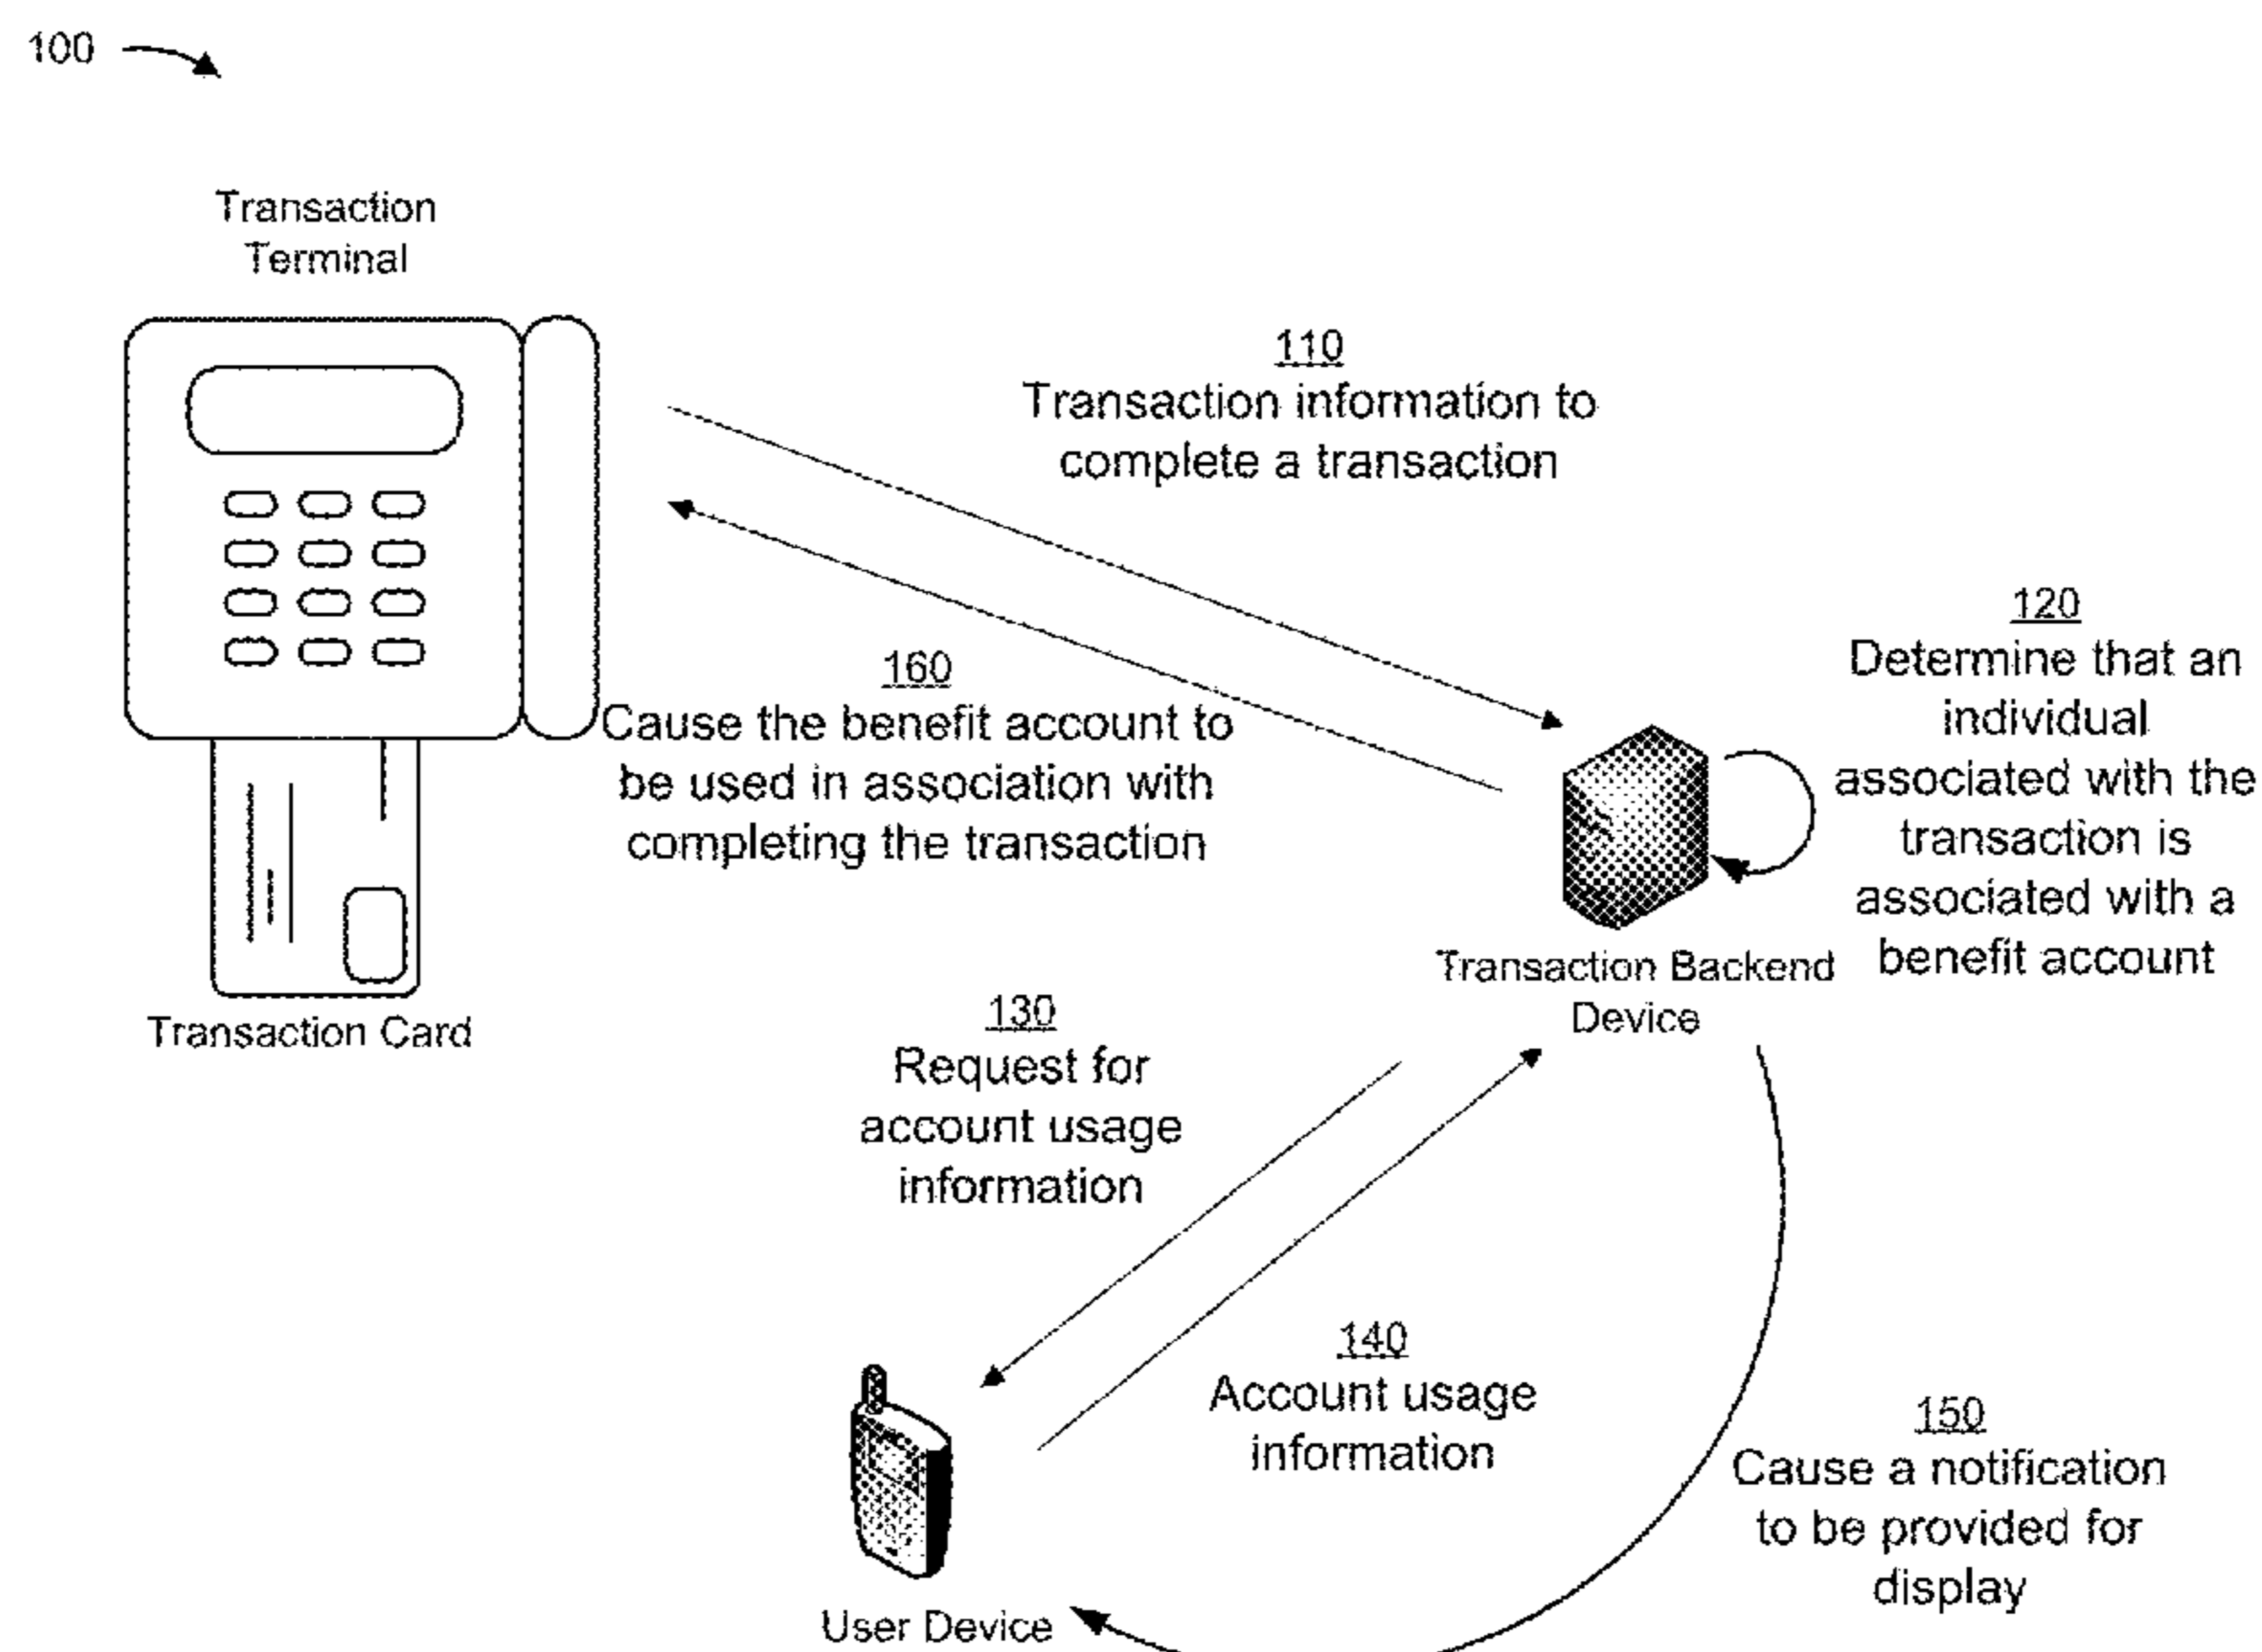 100
Transaction
Terminal
110
Transaction information to
complete a transaction
160
Cause the benefit account to
be used in association with
completing the transaction
120
Determine that an
individual
associated with the
transaction is
associated with a
benefit account
Transaction Backend
Device
Transaction Card
130
Request for
account usage
information
140
Account usage
information
150
Cause a notification
to be provided for
display
User Device